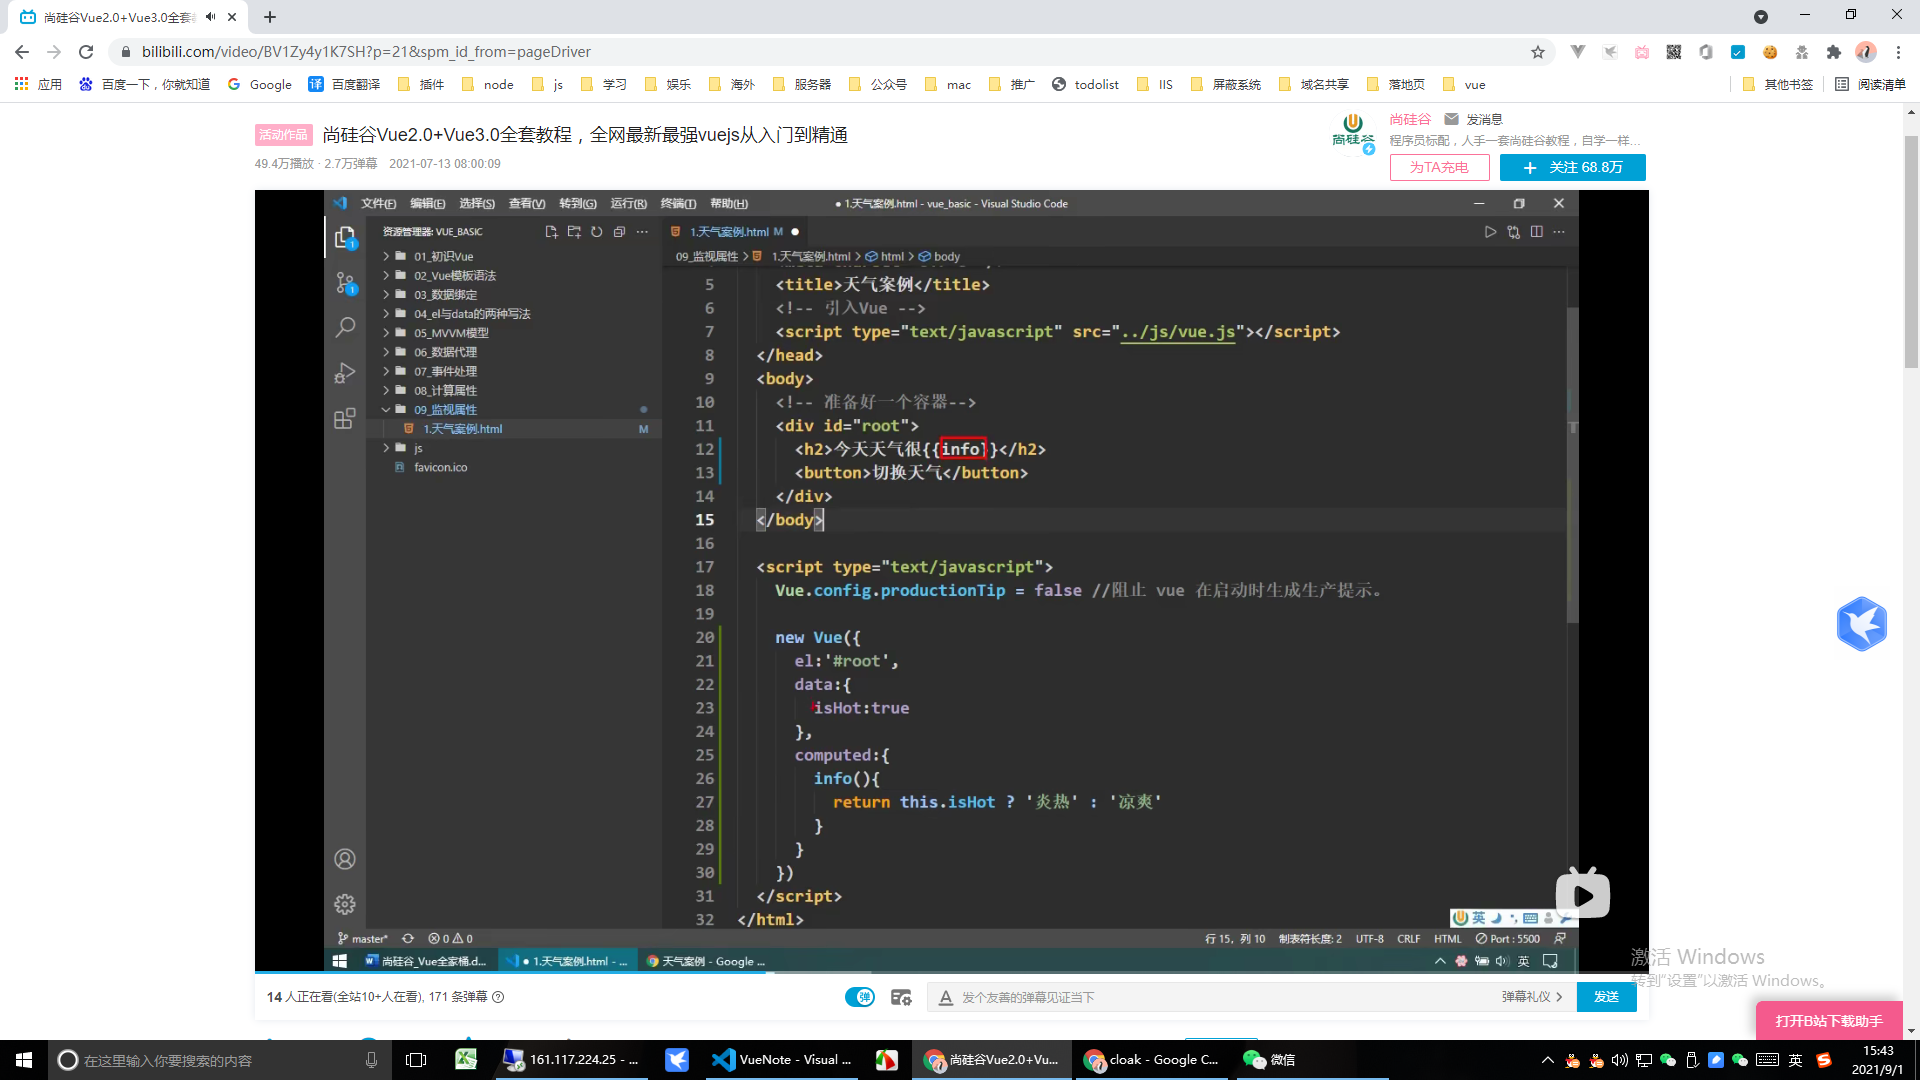 尚硅谷Vue2.0+Vue3.0全套
bilibili.com/video/BV1Zy4y1K7SH?p=21&spm_id_from=pageDriver
应用 百度一下，你就知道 Google 百度翻译 插件 node js 学习 娱乐 海外 服务器 公众号 mac 推广 todolist IIS 屏蔽系统 域名共享 落地页 vue 其他书签 阅读清单
活动作品 尚硅谷Vue2.0+Vue3.0全套教程，全网最新最强vuejs从入门到精通
49.4万播放 · 2.7万弹幕 2021-07-13 08:00:09
尚硅谷 发消息
程序员标配，人手一套尚硅谷教程，自学一样...
为TA充电 + 关注 68.8万
文件(F) 编辑(E) 选择(S) 查看(V) 转到(G) 运行(R) 终端(T) 帮助(H) ● 1.天气案例.html - vue_basic - Visual Studio Code
资源管理器: VUE_BASIC
01_初识Vue
02_Vue模板语法
03_数据绑定
04_el与data的两种写法
05_MVVM模型
06_数据代理
07_事件处理
08_计算属性
09_监视属性
1.天气案例.html M
js
favicon.ico
1.天气案例.html M
09_监视属性 > 1.天气案例.html > html > body
5 <title>天气案例</title>
6 <!-- 引入Vue -->
7 <script type="text/javascript" src="../js/vue.js"></script>
8 </head>
9 <body>
10 <!-- 准备好一个容器-->
11 <div id="root">
12 <h2>今天天气很{{info}}</h2>
13 <button>切换天气</button>
14 </div>
15 </body>
16
17 <script type="text/javascript">
18 Vue.config.productionTip = false //阻止 vue 在启动时生成生产提示。
19
20 new Vue({
21 el:'#root',
22 data:{
23 isHot:true
24 },
25 computed:{
26 info(){
27 return this.isHot ? '炎热' : '凉爽'
28 }
29 }
30 })
31 </script>
32 </html>
英
master* 0 0 行 15，列 10 制表符长度: 2 UTF-8 CRLF HTML Port : 5500
尚硅谷_Vue全家桶.d... ● 1.天气案例.html - ... 天气案例 - Google ... 英
激活 Windows
转到"设置"以激活 Windows。
14 人正在看(全站10+人在看), 171 条弹幕 弹 发个友善的弹幕见证当下 弹幕礼仪 > 发送
打开B站下载助手
在这里输入你要搜索的内容 161.117.224.25 - ... VueNote - Visual ... 尚硅谷Vue2.0+Vu... cloak - Google C... 微信 英
15:43
2021/9/1